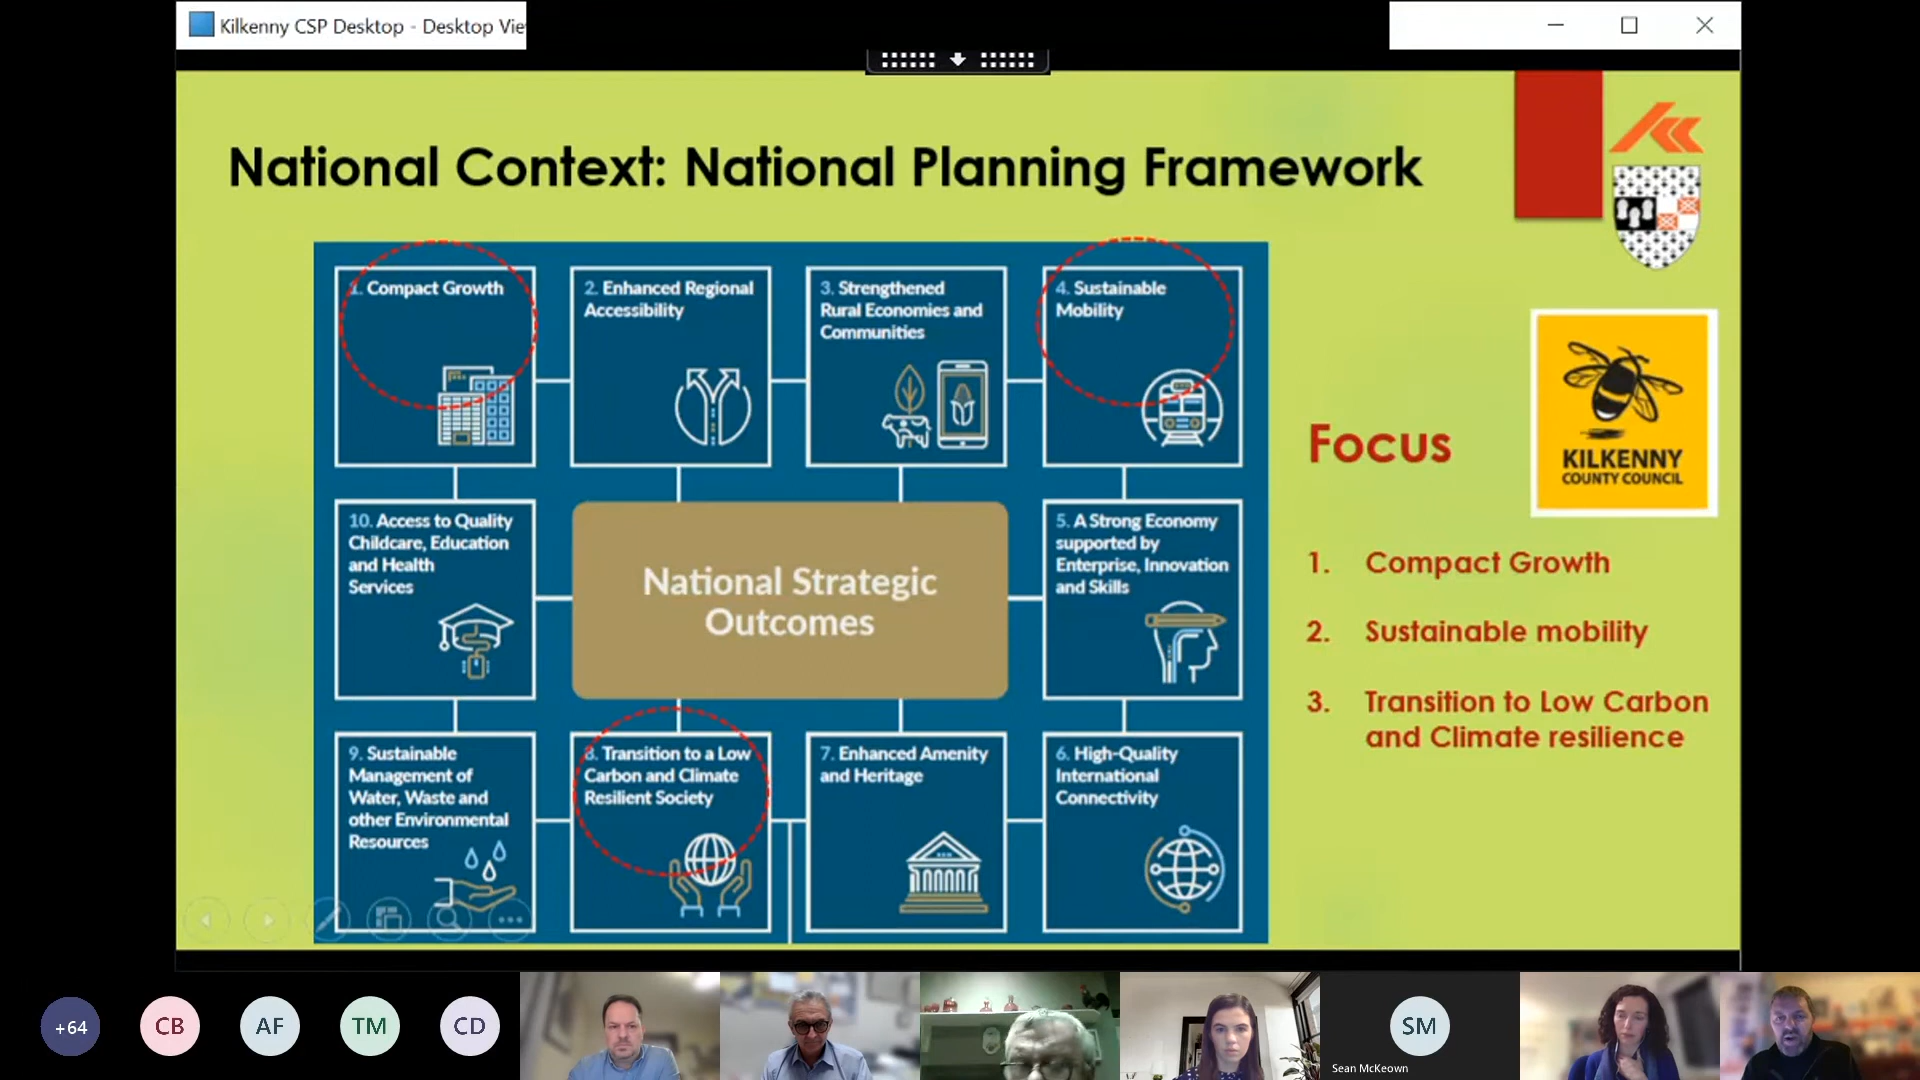 Kilkenny CSP Desktop - Desktop Vie
National Context: National Planning Framework
1. Compact Growth
2. Enhanced Regional
Accessibility
3. Strengthened
Rural Economies and
Communities
4. Sustainable
Mobility
10. Access to Quality
Childcare, Education
and Health
Services
National Strategic
Outcomes
5. A Strong Economy
supported by
Enterprise, Innovation
and Skills
9. Sustainable
Management of
Water, Waste and
other Environmental
Resources
8. Transition to a Low
Carbon and Climate
Resilient Society
7. Enhanced Amenity
and Heritage
6. High-Quality
International
Connectivity
Focus
KILKENNY
COUNTY COUNCIL
1. Compact Growth
2. Sustainable mobility
3. Transition to Low Carbon
and Climate resilience
+64
CB
AF
TM
CD
SM
Sean McKeown